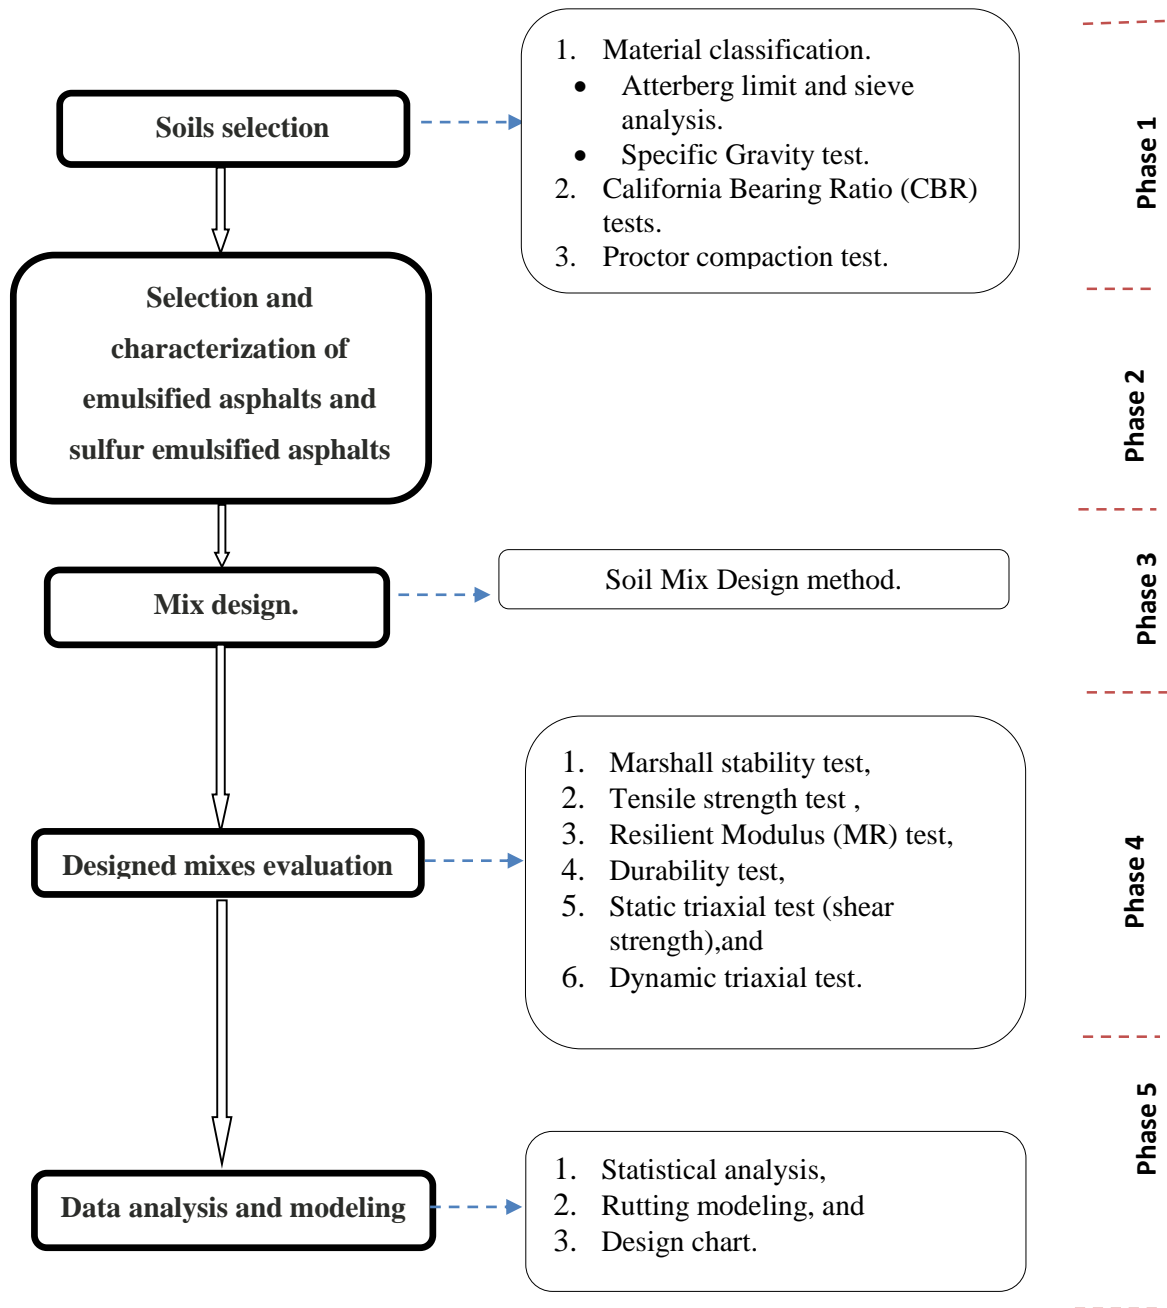 Soils selection
1. Material classification.
• Atterberg limit and sieve
analysis.
• Specific Gravity test.
2. California Bearing Ratio (CBR)
tests.
3. Proctor compaction test.
Phase 1
Selection and
characterization of
emulsified asphalts and
sulfur emulsified asphalts
Phase 2
Mix design.
Soil Mix Design method.
Phase 3
Designed mixes evaluation
1. Marshall stability test,
2. Tensile strength test ,
3. Resilient Modulus (MR) test,
4. Durability test,
5. Static triaxial test (shear
strength),and
6. Dynamic triaxial test.
Phase 4
Data analysis and modeling
1. Statistical analysis,
2. Rutting modeling, and
3. Design chart.
Phase 5